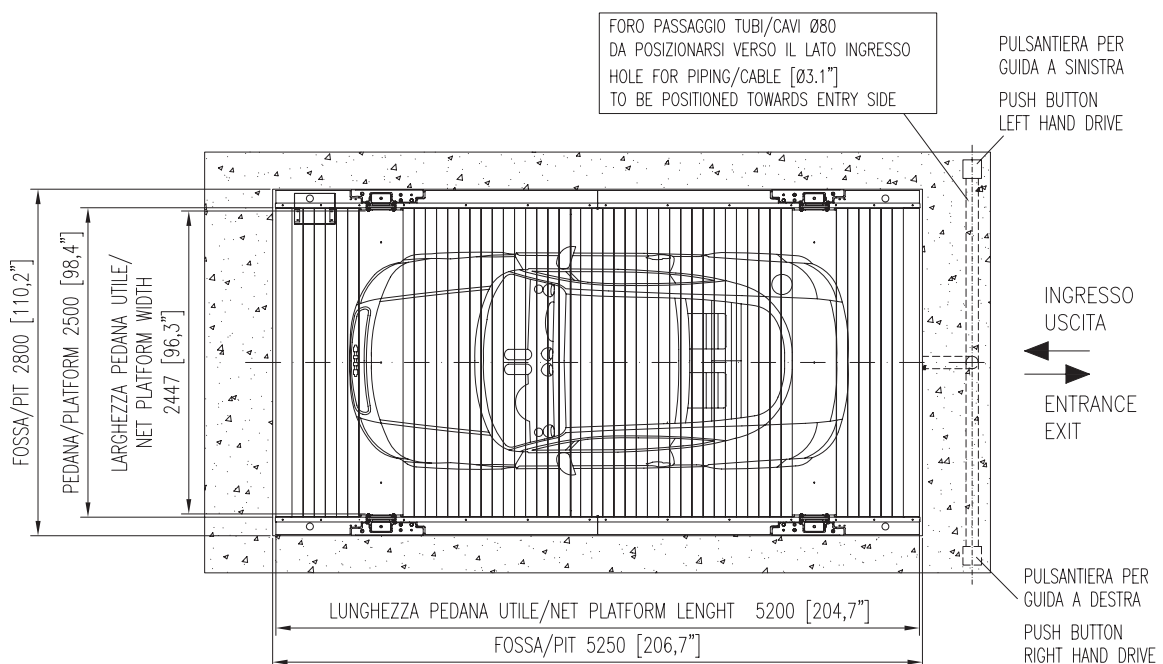 FORO PASSAGGIO TUBI/CAVI Ø80
DA POSIZIONARSI VERSO IL LATO INGRESSO
HOLE FOR PIPING/CABLE [Ø3.1”]
TO BE POSITIONED TOWARDS ENTRY SIDE
PULSANTIERA PER
GUIDA A SINISTRA
PUSH BUTTON
LEFT HAND DRIVE
FOSSA/PIT 2800 [110,2”]
PEDANA/PLATFORM 2500 [98,4”]
LARGHEZZA PEDANA UTILE/
NET PLATFORM WIDTH
2447 [96,3”]
INGRESSO
USCITA
ENTRANCE
EXIT
LUNGHEZZA PEDANA UTILE/NET PLATFORM LENGHT 5200 [204,7”]
FOSSA/PIT 5250 [206,7”]
PULSANTIERA PER
GUIDA A DESTRA
PUSH BUTTON
RIGHT HAND DRIVE